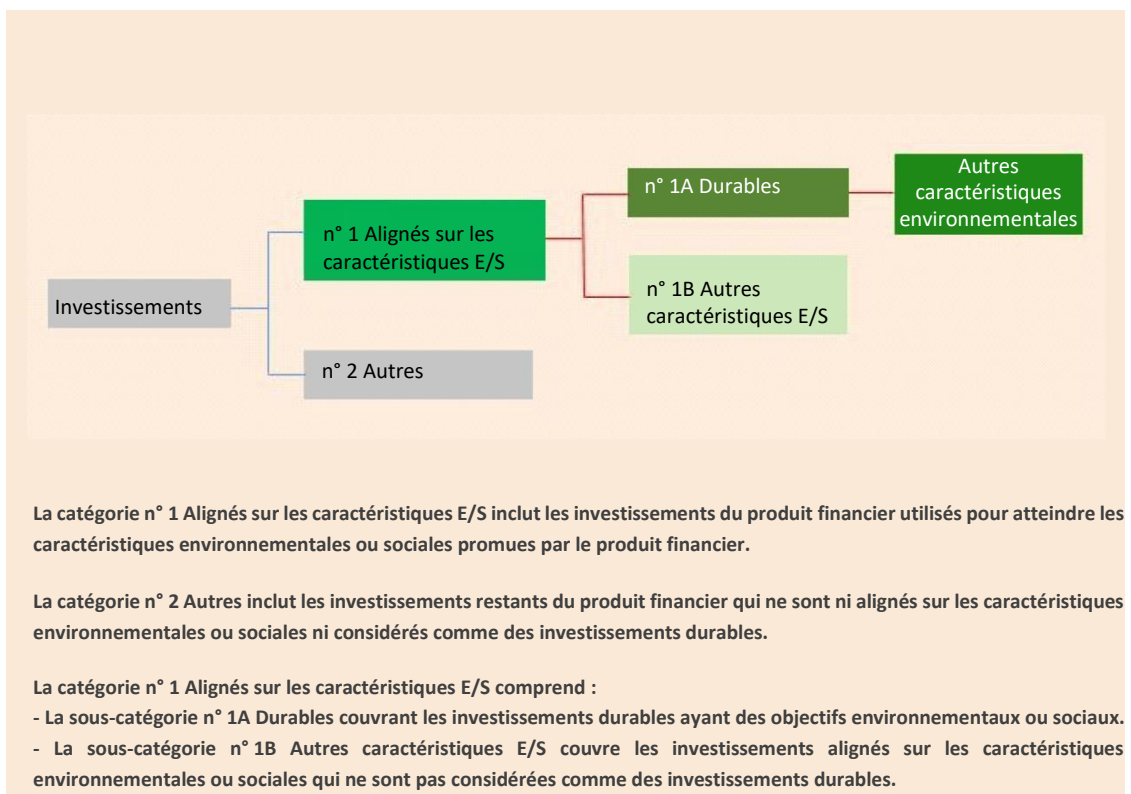 Autres
caractéristiques
environnementales
n° 1A Durables
n° 1 Alignés sur les
caractéristiques E/S
n° 1B Autres
caractéristiques E/S
Investissements
n° 2 Autres
La catégorie n° 1 Alignés sur les caractéristiques E/S inclut les investissements du produit financier utilisés pour atteindre les
caractéristiques environnementales ou sociales promues par le produit financier.
La catégorie n° 2 Autres inclut les investissements restants du produit financier qui ne sont ni alignés sur les caractéristiques
environnementales ou sociales ni considérés comme des investissements durables.
La catégorie n° 1 Alignés sur les caractéristiques E/S comprend :
- La sous-catégorie n° 1A Durables couvrant les investissements durables ayant des objectifs environnementaux ou sociaux.
- La sous-catégorie n° 1B Autres caractéristiques E/S couvre les investissements alignés sur les caractéristiques
environnementales ou sociales qui ne sont pas considérées comme des investissements durables.